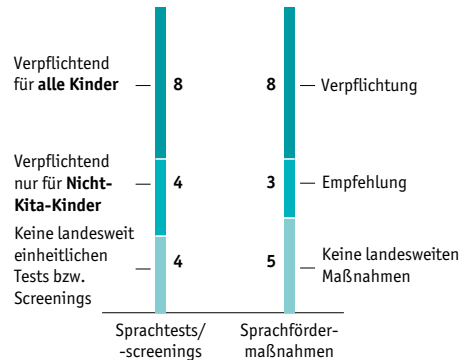 Verpflichtend
für alle Kinder
8
8
Verpflichtung
Verpflichtend
nur für Nicht-
Kita-Kinder
4
3
Empfehlung
Keine landesweit
einheitlichen
Tests bzw.
Screenings
4
5
Keine landesweiten
Maßnahmen
Sprachtests/
-screenings
Sprachförder-
maßnahmen